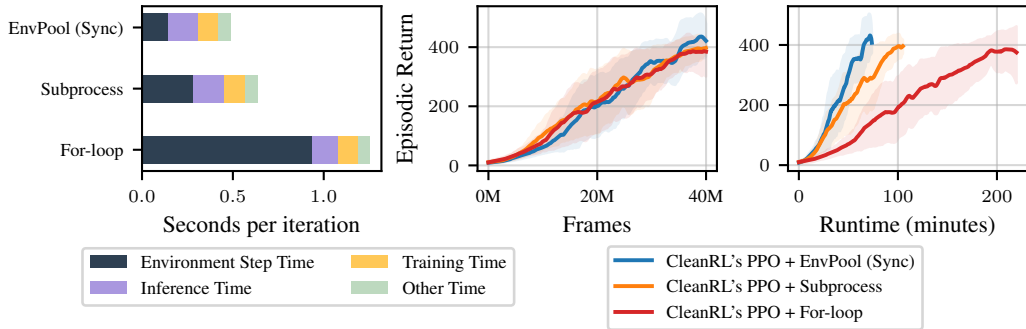 EnvPool (Sync)
Subprocess
For-loop
0.0 0.5 1.0
Seconds per iteration
Environment Step Time
Inference Time
Training Time
Other Time
Episodic Return
400
200
0
0M 20M 40M
Frames
400
200
0
0 100 200
Runtime (minutes)
CleanRL's PPO + EnvPool (Sync)
CleanRL's PPO + Subprocess
CleanRL's PPO + For-loop